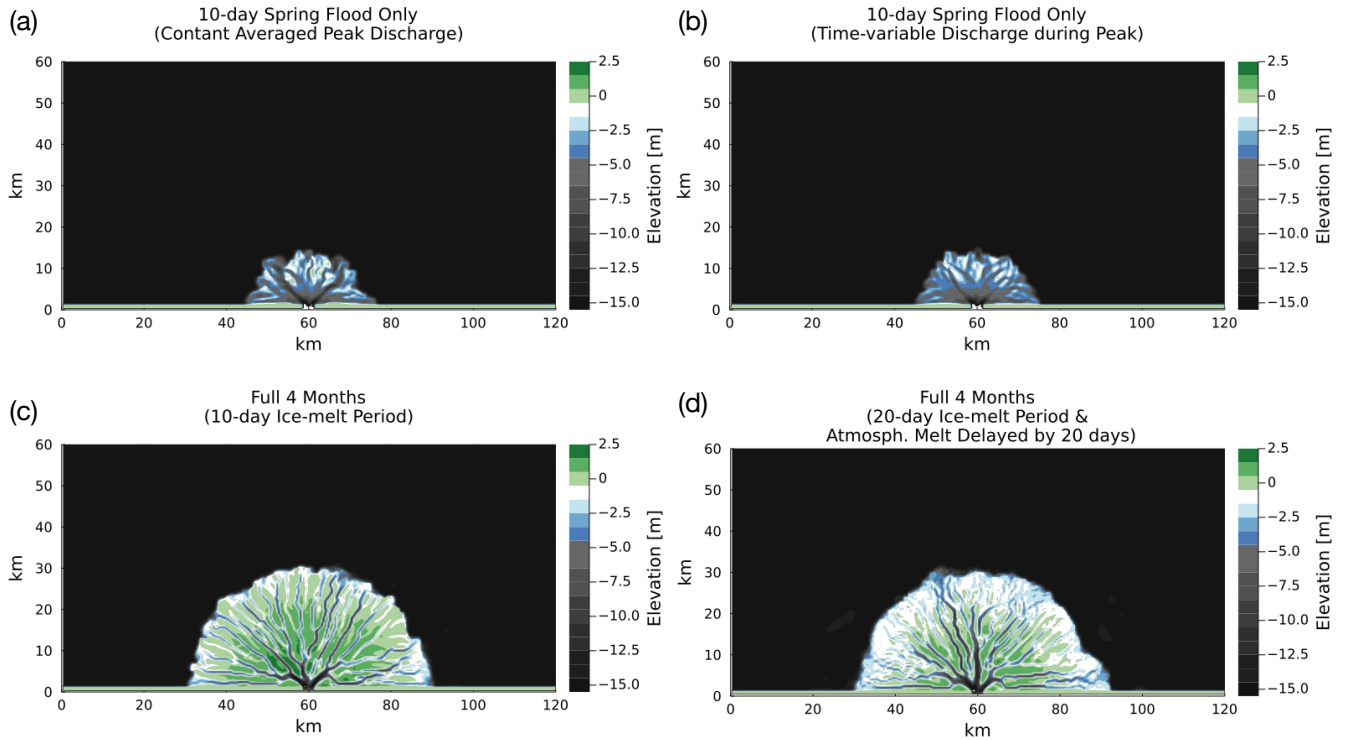 (a)
10-day Spring Flood Only
(Contant Averaged Peak Discharge)
60
50
40
30
20
10
0
km
0 20 40 60 80 100 120
km
2.5
0
−2.5
−5.0
−7.5
−10.0
−12.5
−15.0
Elevation [m]
(b)
10-day Spring Flood Only
(Time-variable Discharge during Peak)
60
50
40
30
20
10
0
km
0 20 40 60 80 100 120
km
2.5
0
−2.5
−5.0
−7.5
−10.0
−12.5
−15.0
Elevation [m]
(c)
Full 4 Months
(10-day Ice-melt Period)
60
50
40
30
20
10
0
km
0 20 40 60 80 100 120
km
2.5
0
−2.5
−5.0
−7.5
−10.0
−12.5
−15.0
Elevation [m]
(d)
Full 4 Months
(20-day Ice-melt Period &
Atmosph. Melt Delayed by 20 days)
60
50
40
30
20
10
0
km
0 20 40 60 80 100 120
km
2.5
0
−2.5
−5.0
−7.5
−10.0
−12.5
−15.0
Elevation [m]